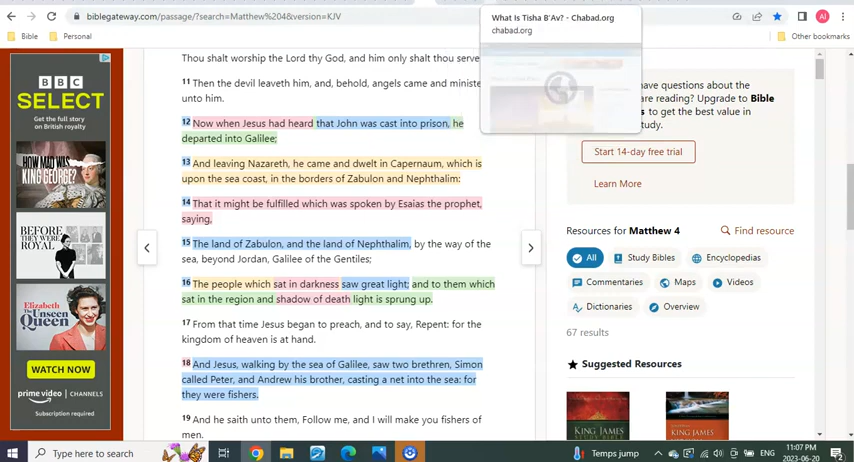 biblegateway.com/passage/?search=Matthew%204&version=KJV
What Is Tisha B'Av? - Chabad.org
chabad.org
Bible
Personal
Other bookmarks
AI
BBC
SELECT
Get the full story
on British royalty
HOW MAD WAS
KING GEORGE?
BEFORE
THEY WERE
ROYAL
Elizabeth
THE UNSEEN
QUEEN
WATCH NOW
prime video | CHANNELS
Subscription required
Thou shalt worship the Lord thy God, and him only shalt thou serve
11 Then the devil leaveth him, and, behold, angels came and ministe
unto him.
12 Now when Jesus had heard that John was cast into prison, he
departed into Galilee;
13 And leaving Nazareth, he came and dwelt in Capernaum, which is
upon the sea coast, in the borders of Zabulon and Nephthalim:
14 That it might be fulfilled which was spoken by Esaias the prophet,
saying,
15 The land of Zabulon, and the land of Nephthalim, by the way of the
sea, beyond Jordan, Galilee of the Gentiles;
16 The people which sat in darkness saw great light; and to them which
sat in the region and shadow of death light is sprung up.
17 From that time Jesus began to preach, and to say, Repent: for the
kingdom of heaven is at hand.
18 And Jesus, walking by the sea of Galilee, saw two brethren, Simon
called Peter, and Andrew his brother, casting a net into the sea: for
they were fishers.
19 And he saith unto them, Follow me, and I will make you fishers of
men.
have questions about the
are reading? Upgrade to Bible
to get the best value in
tudy.
Start 14-day free trial
Learn More
Resources for Matthew 4
Find resource
All
Study Bibles
Encyclopedias
Commentaries
Maps
Videos
Dictionaries
Overview
67 results
Suggested Resources
KING JAMES
STUDY BIBLE
KING JAMES
Type here to search
Temps jump
ENG
11:07 PM
2023-06-20
2